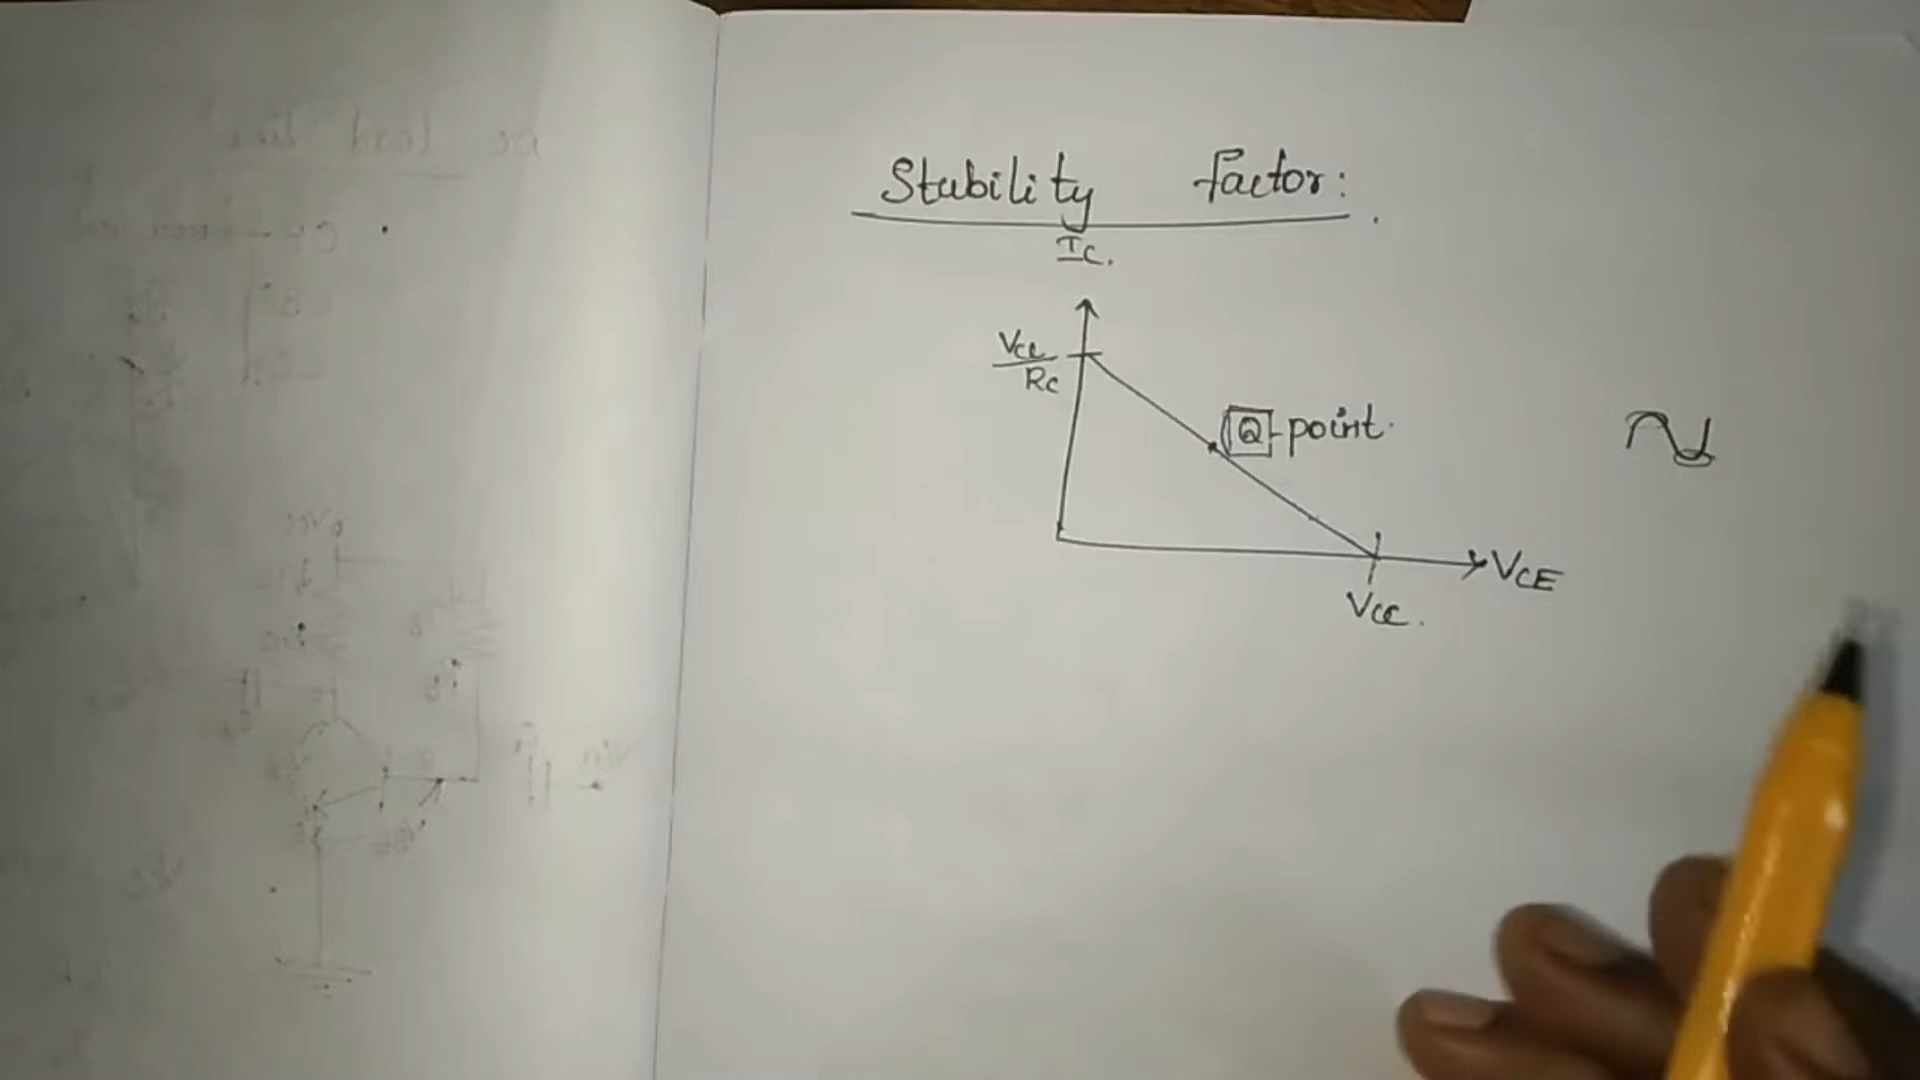 Stability factor:
IC.
VCC
RC
Q-point.
VCE
VCC.